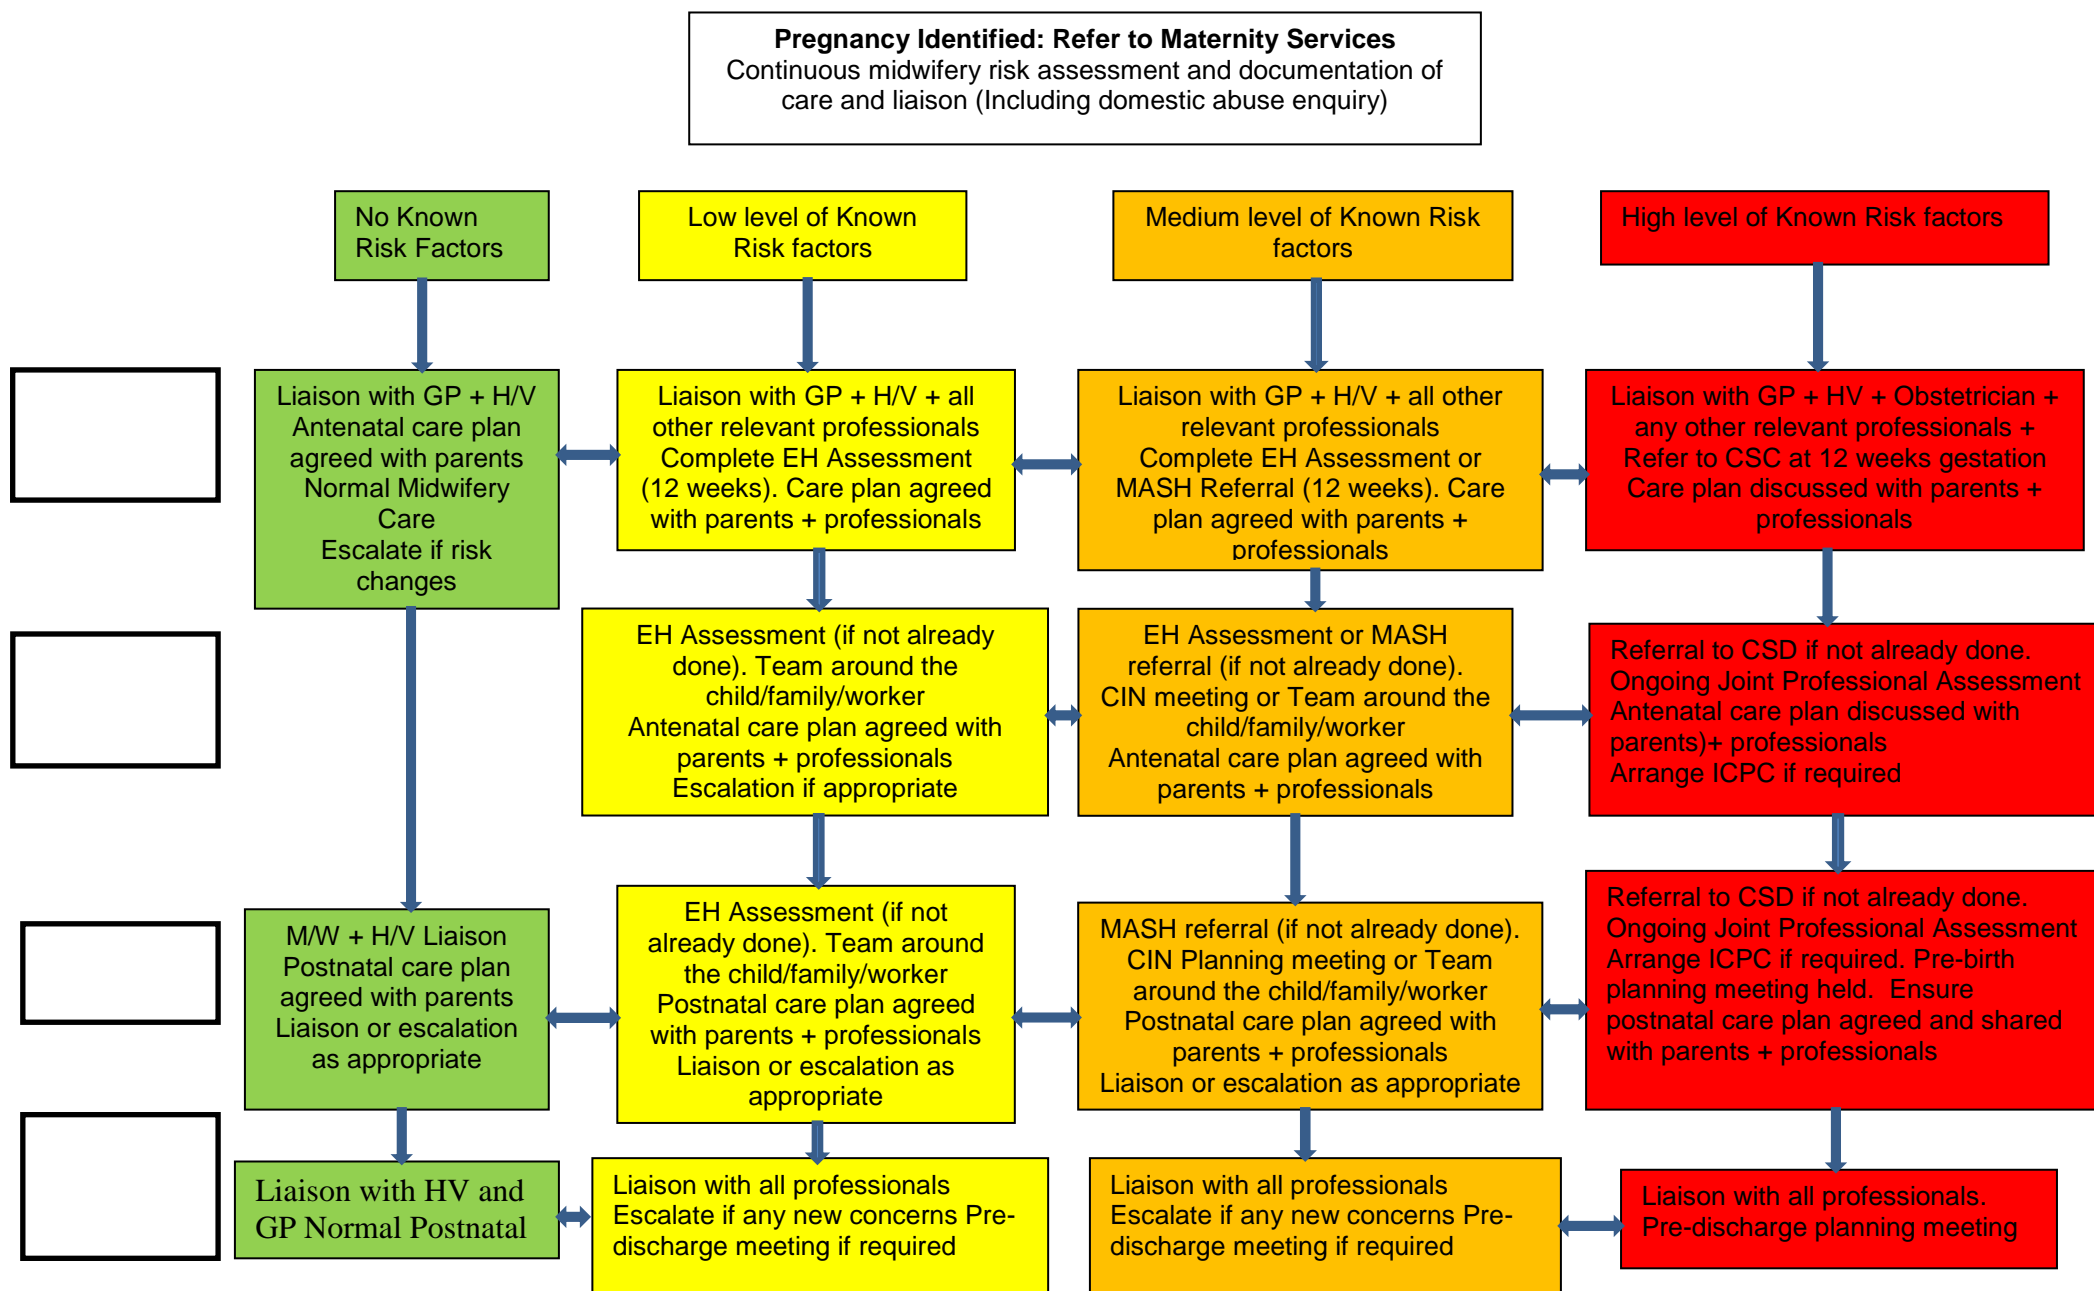 Pregnancy Identified: Refer to Maternity Services
Continuous midwifery risk assessment and documentation of
care and liaison (Including domestic abuse enquiry)
No Known
Risk Factors
Low level of Known
Risk factors
Medium level of Known Risk
factors
High level of Known Risk factors
Liaison with GP + H/V
Antenatal care plan
agreed with parents
Normal Midwifery
Care
Escalate if risk
changes
Liaison with GP + H/V + all
other relevant professionals
Complete EH Assessment
(12 weeks). Care plan agreed
with parents + professionals
Liaison with GP + H/V + all other
relevant professionals
Complete EH Assessment or
MASH Referral (12 weeks). Care
plan agreed with parents +
professionals
Liaison with GP + HV + Obstetrician +
any other relevant professionals +
Refer to CSC at 12 weeks gestation
Care plan discussed with parents +
professionals
EH Assessment (if not already
done). Team around the
child/family/worker
Antenatal care plan agreed with
parents + professionals
Escalation if appropriate
EH Assessment or MASH
referral (if not already done).
CIN meeting or Team around the
child/family/worker
Antenatal care plan agreed with
parents + professionals
Referral to CSD if not already done.
Ongoing Joint Professional Assessment
Antenatal care plan discussed with
parents)+ professionals
Arrange ICPC if required
M/W + H/V Liaison
Postnatal care plan
agreed with parents
Liaison or escalation
as appropriate
EH Assessment (if not
already done). Team around
the child/family/worker
Postnatal care plan agreed
with parents + professionals
Liaison or escalation as
appropriate
MASH referral (if not already done).
CIN Planning meeting or Team
around the child/family/worker
Postnatal care plan agreed with
parents + professionals
Liaison or escalation as appropriate
Referral to CSD if not already done.
Ongoing Joint Professional Assessment
Arrange ICPC if required. Pre-birth
planning meeting held.  Ensure
postnatal care plan agreed and shared
with parents + professionals
Liaison with HV and
GP Normal Postnatal
Liaison with all professionals
Escalate if any new concerns Pre-
discharge meeting if required
Liaison with all professionals
Escalate if any new concerns Pre-
discharge meeting if required
Liaison with all professionals.
Pre-discharge planning meeting